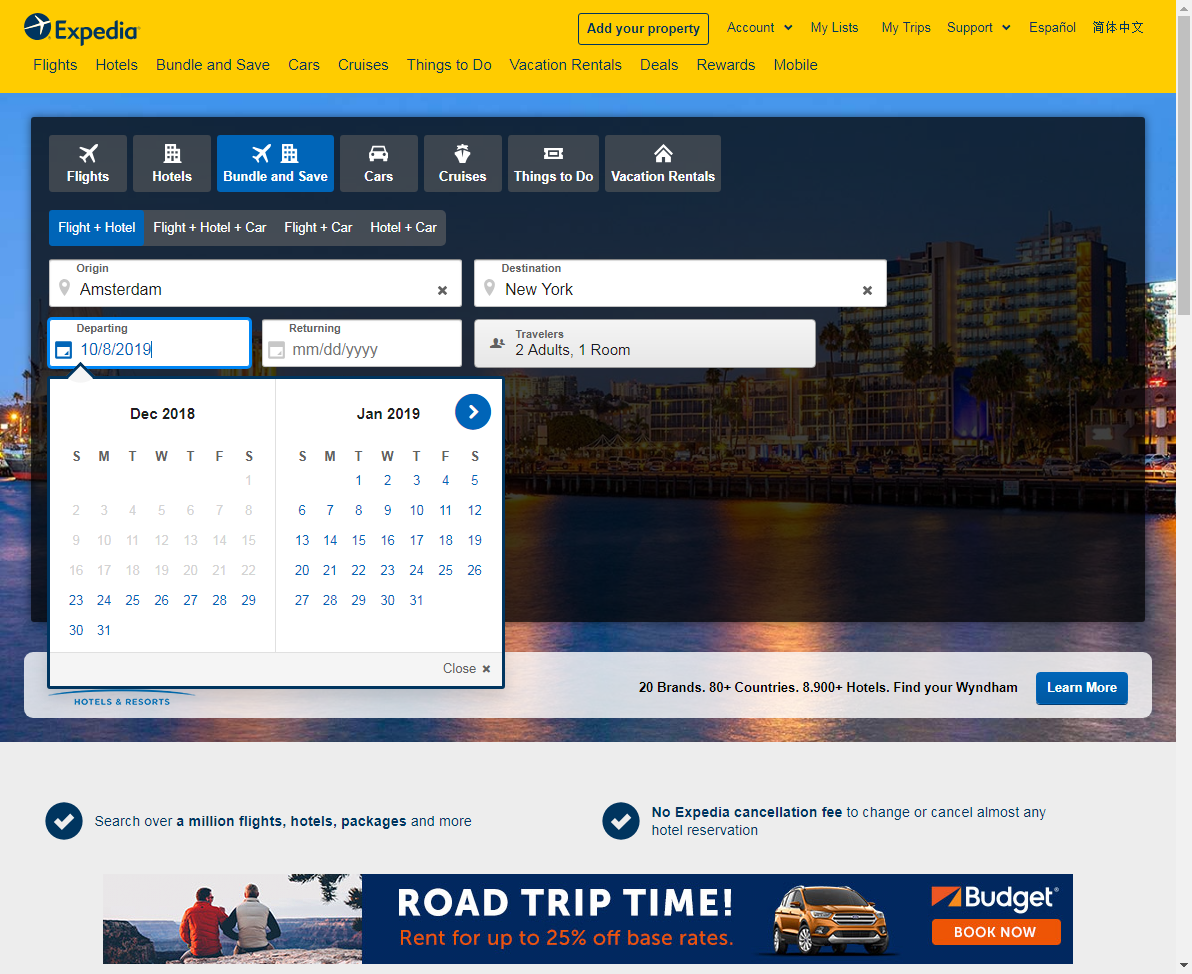 Expedia
Add your property
Account
My Lists
My Trips
Support
Español
简体中文
Flights
Hotels
Bundle and Save
Cars
Cruises
Things to Do
Vacation Rentals
Deals
Rewards
Mobile
Flights
Hotels
Bundle and Save
Cars
Cruises
Things to Do
Vacation Rentals
Flight + Hotel
Flight + Hotel + Car
Flight + Car
Hotel + Car
Origin
Amsterdam
Destination
New York
Departing
10/8/2019
Returning
mm/dd/yyyy
Travelers
2 Adults, 1 Room
Dec 2018
S M T W T F S
1
2 3 4 5 6 7 8
9 10 11 12 13 14 15
16 17 18 19 20 21 22
23 24 25 26 27 28 29
30 31
Jan 2019
S M T W T F S
1 2 3 4 5
6 7 8 9 10 11 12
13 14 15 16 17 18 19
20 21 22 23 24 25 26
27 28 29 30 31
Close
HOTELS & RESORTS
20 Brands. 80+ Countries. 8.900+ Hotels. Find your Wyndham
Learn More
Search over a million flights, hotels, packages and more
No Expedia cancellation fee to change or cancel almost any
hotel reservation
ROAD TRIP TIME!
Rent for up to 25% off base rates.
Budget
BOOK NOW